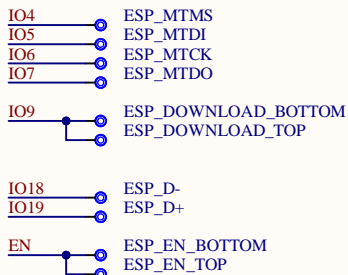 IO4 ESP_MTMS
IO5 ESP_MTDI
IO6 ESP_MTCK
IO7 ESP_MTDO
IO9 ESP_DOWNLOAD_BOTTOM
ESP_DOWNLOAD_TOP
IO18 ESP_D-
IO19 ESP_D+
EN ESP_EN_BOTTOM
ESP_EN_TOP